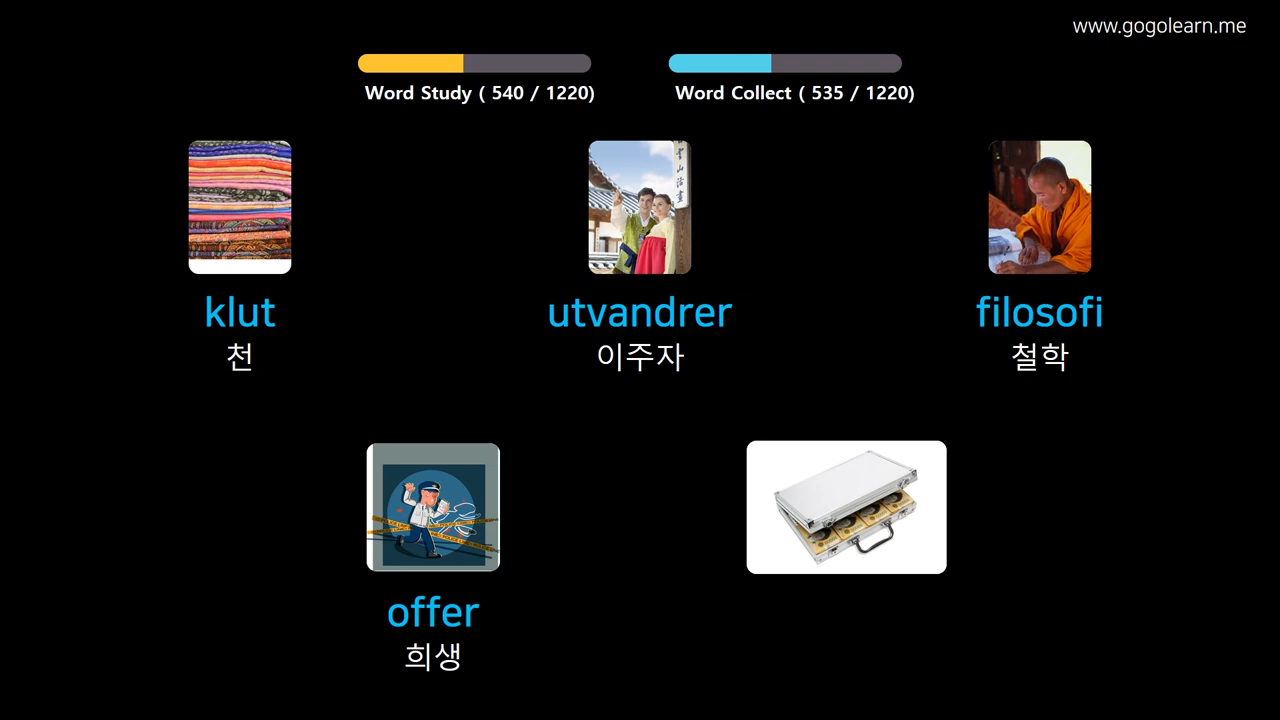 www.gogolearn.me
Word Study ( 540 / 1220)
Word Collect ( 535 / 1220)
klut
천
utvandrer
이주자
filosofi
철학
offer
희생